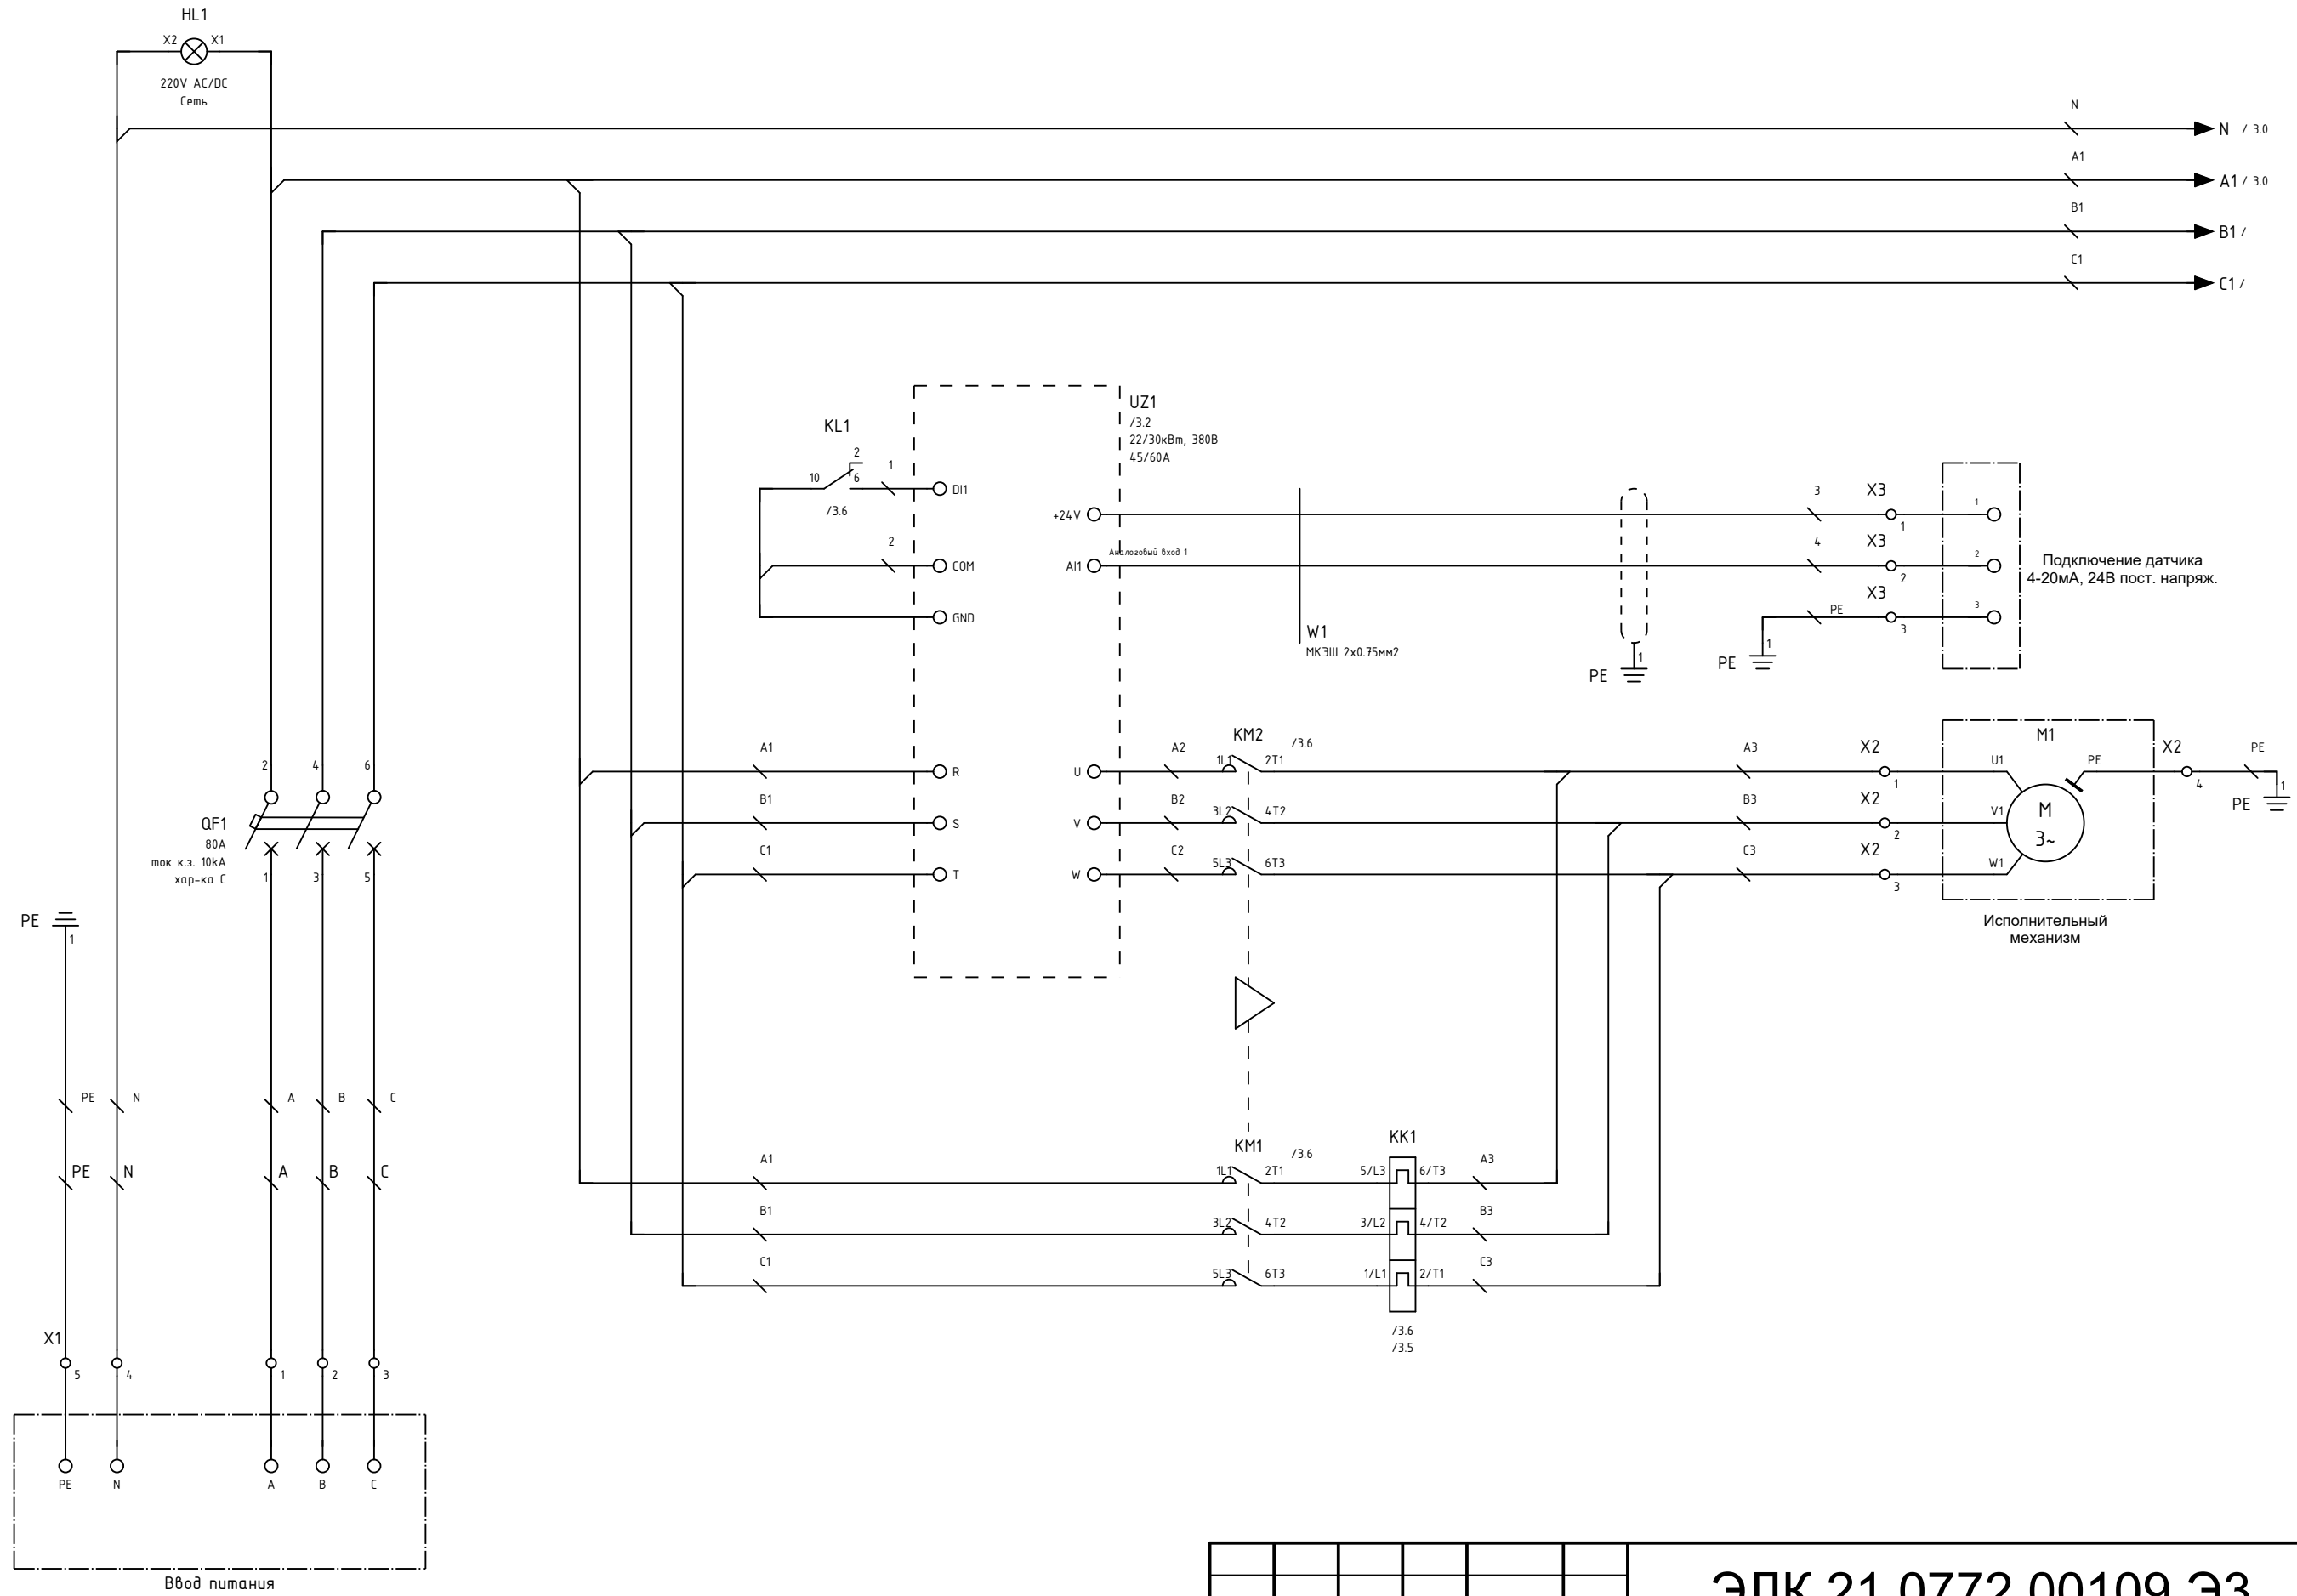 HL1
X2 X1
220V AC/DC
Сеть
N
N / 3.0
A1
A1 / 3.0
B1
B1 /
C1
C1 /
UZ1
/3.2
22/30кВт, 380В
45/60А
KL1
2
1
10 6
/3.6
DI1
2
COM
GND
+24V
Аналоговый вход 1
AI1
W1
МКЭШ 2x0.75мм2
3 X3
1
1
4 X3
2
2
X3
PE
3
3
1
PE
1
PE
Подключение датчика
4-20мА, 24В пост. напряж.
A1
R
B1
S
C1
T
U
V
W
A2
B2
C2
KM2
/3.6
1L1 2T1
3L2 4T2
5L3 6T3
A3 X2
1
B3 X2
2
C3 X2
3
M1
U1
V1
W1
PE
M
3~
X2
4
PE
1
PE
Исполнительный
механизм
2 4 6
QF1
80А
ток к.з. 10kA
хар-ка C
1 3 5
PE
1
PE N A B C
PE N A B C
KM1
/3.6
A1
1L1 2T1
B1
3L2 4T2
C1
5L3 6T3
KK1
5/L3 6/T3
3/L2 4/T2
1/L1 2/T1
A3
B3
C3
/3.6
/3.5
X1
5 4 1 2 3
PE N A B C
Ввод питания
ЭЛК.21.0772.00109 Э3